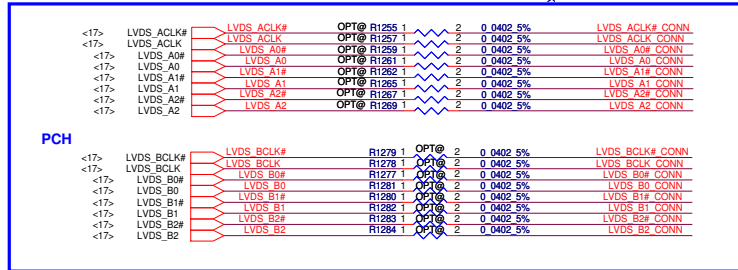 <17> LVDS_ACLK# LVDS_ACLK# OPT@ R1255 1 2 0_0402_5% LVDS_ACLK#_CONN
<17> LVDS_ACLK LVDS_ACLK OPT@ R1257 1 2 0_0402_5% LVDS_ACLK_CONN
<17> LVDS_A0# LVDS_A0# OPT@ R1259 1 2 0_0402_5% LVDS_A0#_CONN
<17> LVDS_A0 LVDS_A0 OPT@ R1261 1 2 0_0402_5% LVDS_A0_CONN
<17> LVDS_A1# LVDS_A1# OPT@ R1262 1 2 0_0402_5% LVDS_A1#_CONN
<17> LVDS_A1 LVDS_A1 OPT@ R1265 1 2 0_0402_5% LVDS_A1_CONN
<17> LVDS_A2# LVDS_A2# OPT@ R1267 1 2 0_0402_5% LVDS_A2#_CONN
<17> LVDS_A2 LVDS_A2 OPT@ R1269 1 2 0_0402_5% LVDS_A2_CONN
PCH
<17> LVDS_BCLK# LVDS_BCLK# R1279 1 OPT@ 2 0_0402_5% LVDS_BCLK#_CONN
<17> LVDS_BCLK LVDS_BCLK R1278 1 OPT@ 2 0_0402_5% LVDS_BCLK_CONN
<17> LVDS_B0# LVDS_B0# R1277 1 OPT@ 2 0_0402_5% LVDS_B0#_CONN
<17> LVDS_B0 LVDS_B0 R1281 1 OPT@ 2 0_0402_5% LVDS_B0_CONN
<17> LVDS_B1# LVDS_B1# R1280 1 OPT@ 2 0_0402_5% LVDS_B1#_CONN
<17> LVDS_B1 LVDS_B1 R1282 1 OPT@ 2 0_0402_5% LVDS_B1_CONN
<17> LVDS_B2# LVDS_B2# R1283 1 OPT@ 2 0_0402_5% LVDS_B2#_CONN
<17> LVDS_B2 LVDS_B2 R1284 1 OPT@ 2 0_0402_5% LVDS_B2_CONN